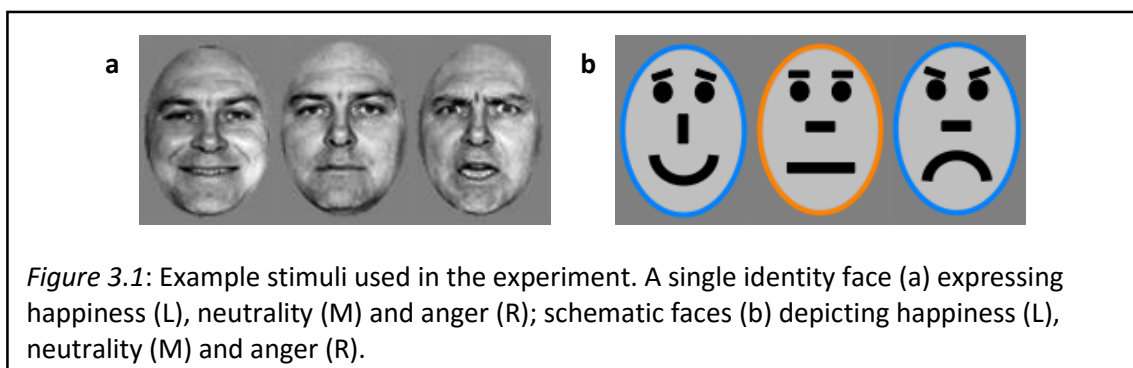 a
b
Figure 3.1: Example stimuli used in the experiment. A single identity face (a) expressing
happiness (L), neutrality (M) and anger (R); schematic faces (b) depicting happiness (L),
neutrality (M) and anger (R).